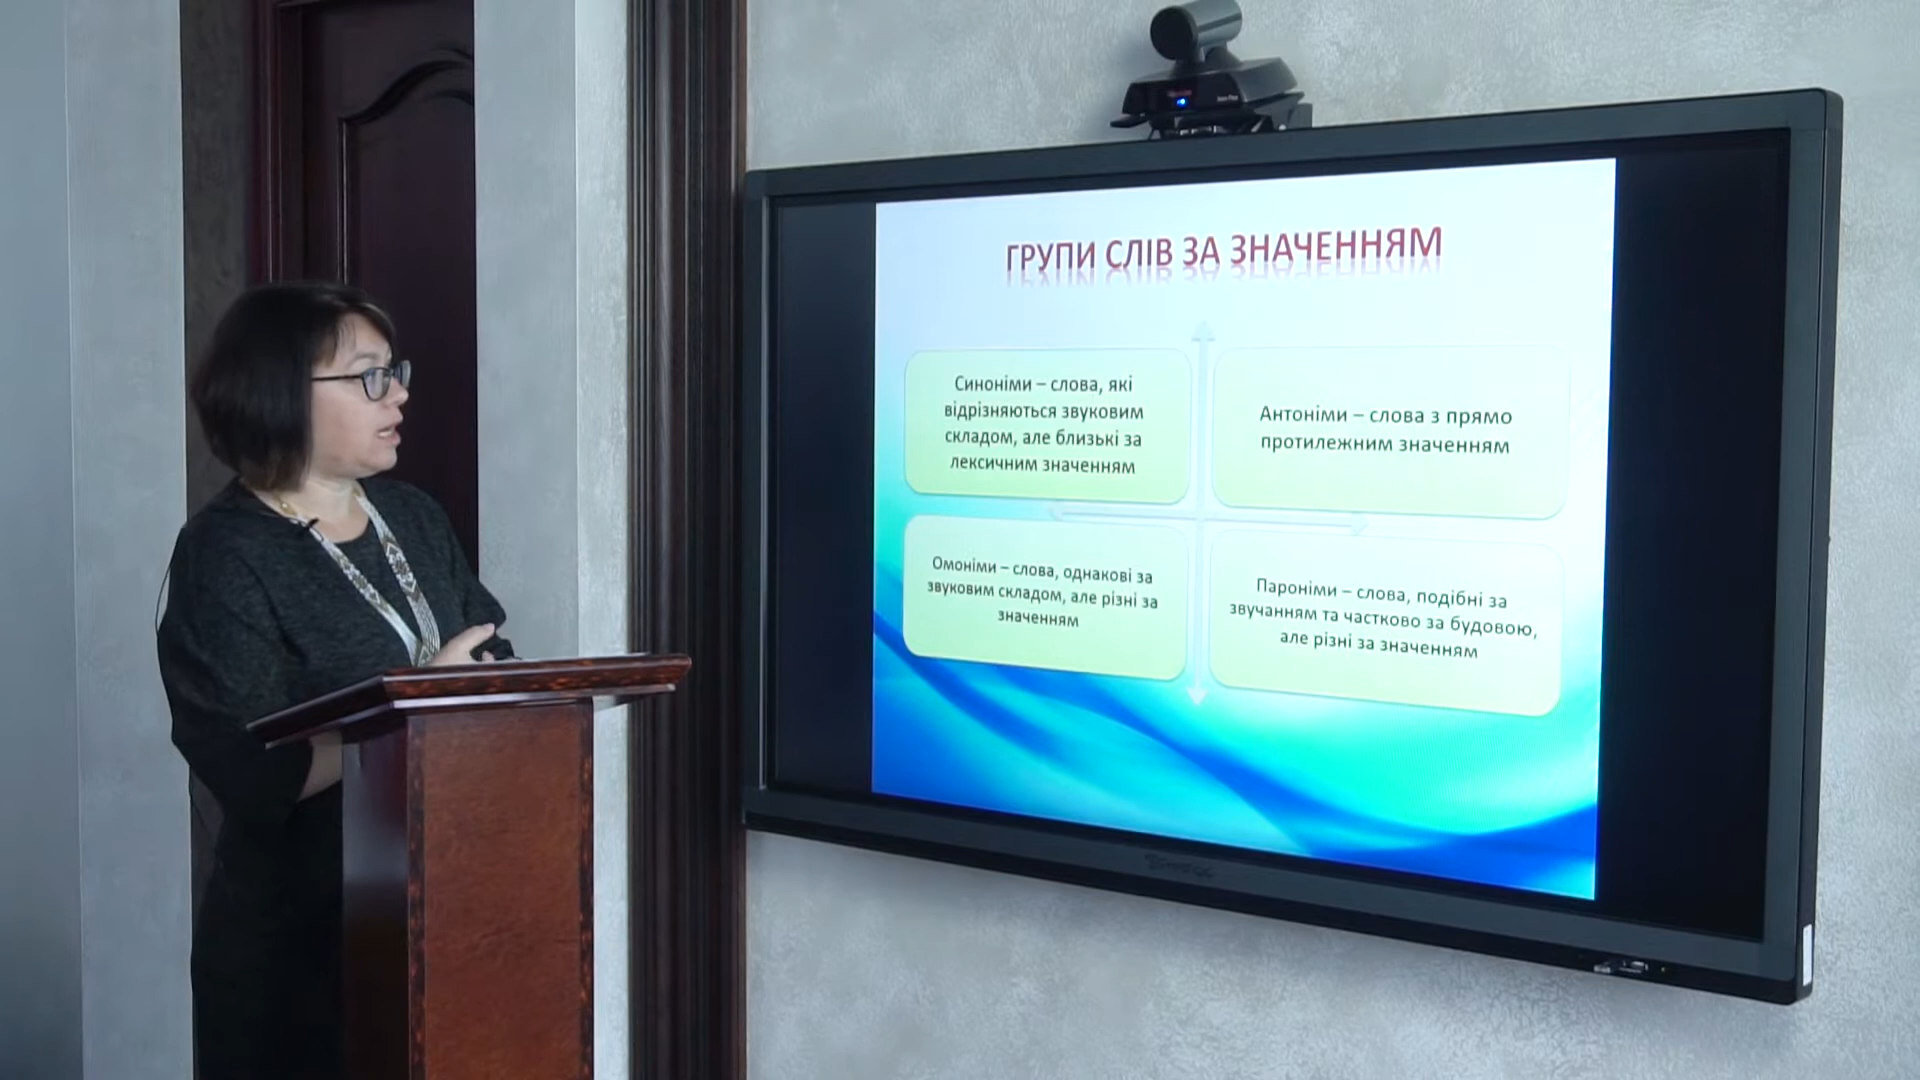 ГРУПИ СЛІВ ЗА ЗНАЧЕННЯМ
Синоніми – слова, які
відрізняються звуковим
складом, але близькі за
лексичним значенням
Антоніми – слова з прямо
протилежним значенням
Омоніми – слова, однакові за
звуковим складом, але різні за
значенням
Пароніми – слова, подібні за
звучанням та частково за будовою,
але різні за значенням